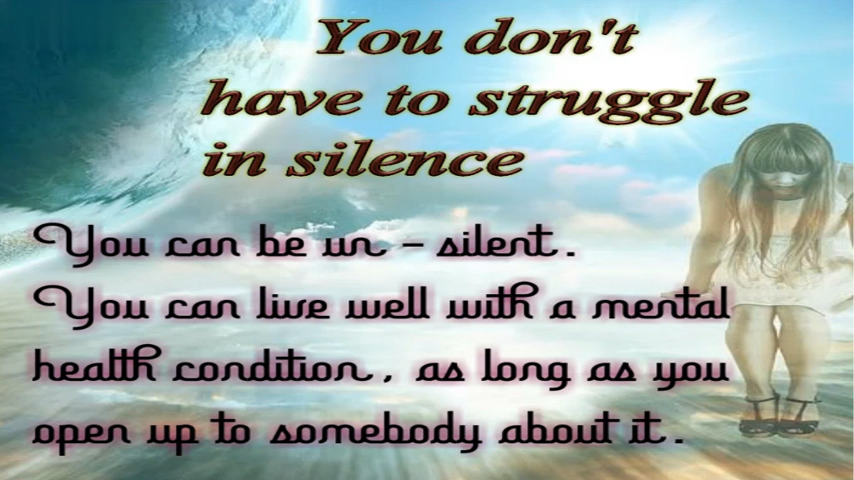 You don't
have to struggle
in silence
You can be un - silent.
You can live well with a mental
health condition, as long as you
open up to somebody about it.